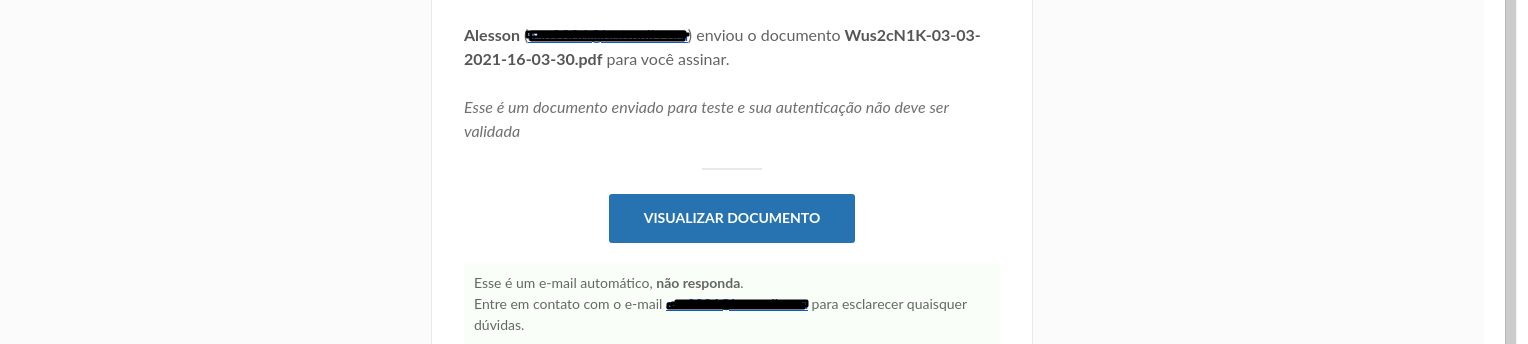 Alesson ( ) enviou o documento Wus2cN1K-03-03-
2021-16-03-30.pdf para você assinar.
Esse é um documento enviado para teste e sua autenticação não deve ser
validada
VISUALIZAR DOCUMENTO
Esse é um e-mail automático, não responda.
Entre em contato com o e-mail para esclarecer quaisquer
dúvidas.